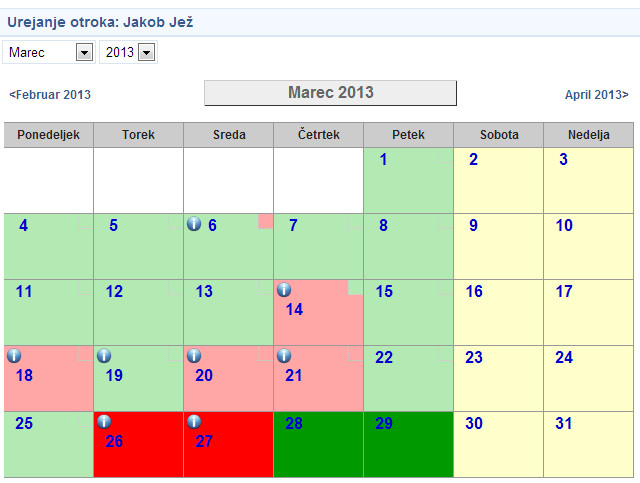 Urejanje otroka: Jakob Jež
Marec 2013
<Februar 2013 Marec 2013 April 2013>
Ponedeljek Torek Sreda Četrtek Petek Sobota Nedelja
1 2 3
4 5 6 7 8 9 10
11 12 13 14 15 16 17
18 19 20 21 22 23 24
25 26 27 28 29 30 31